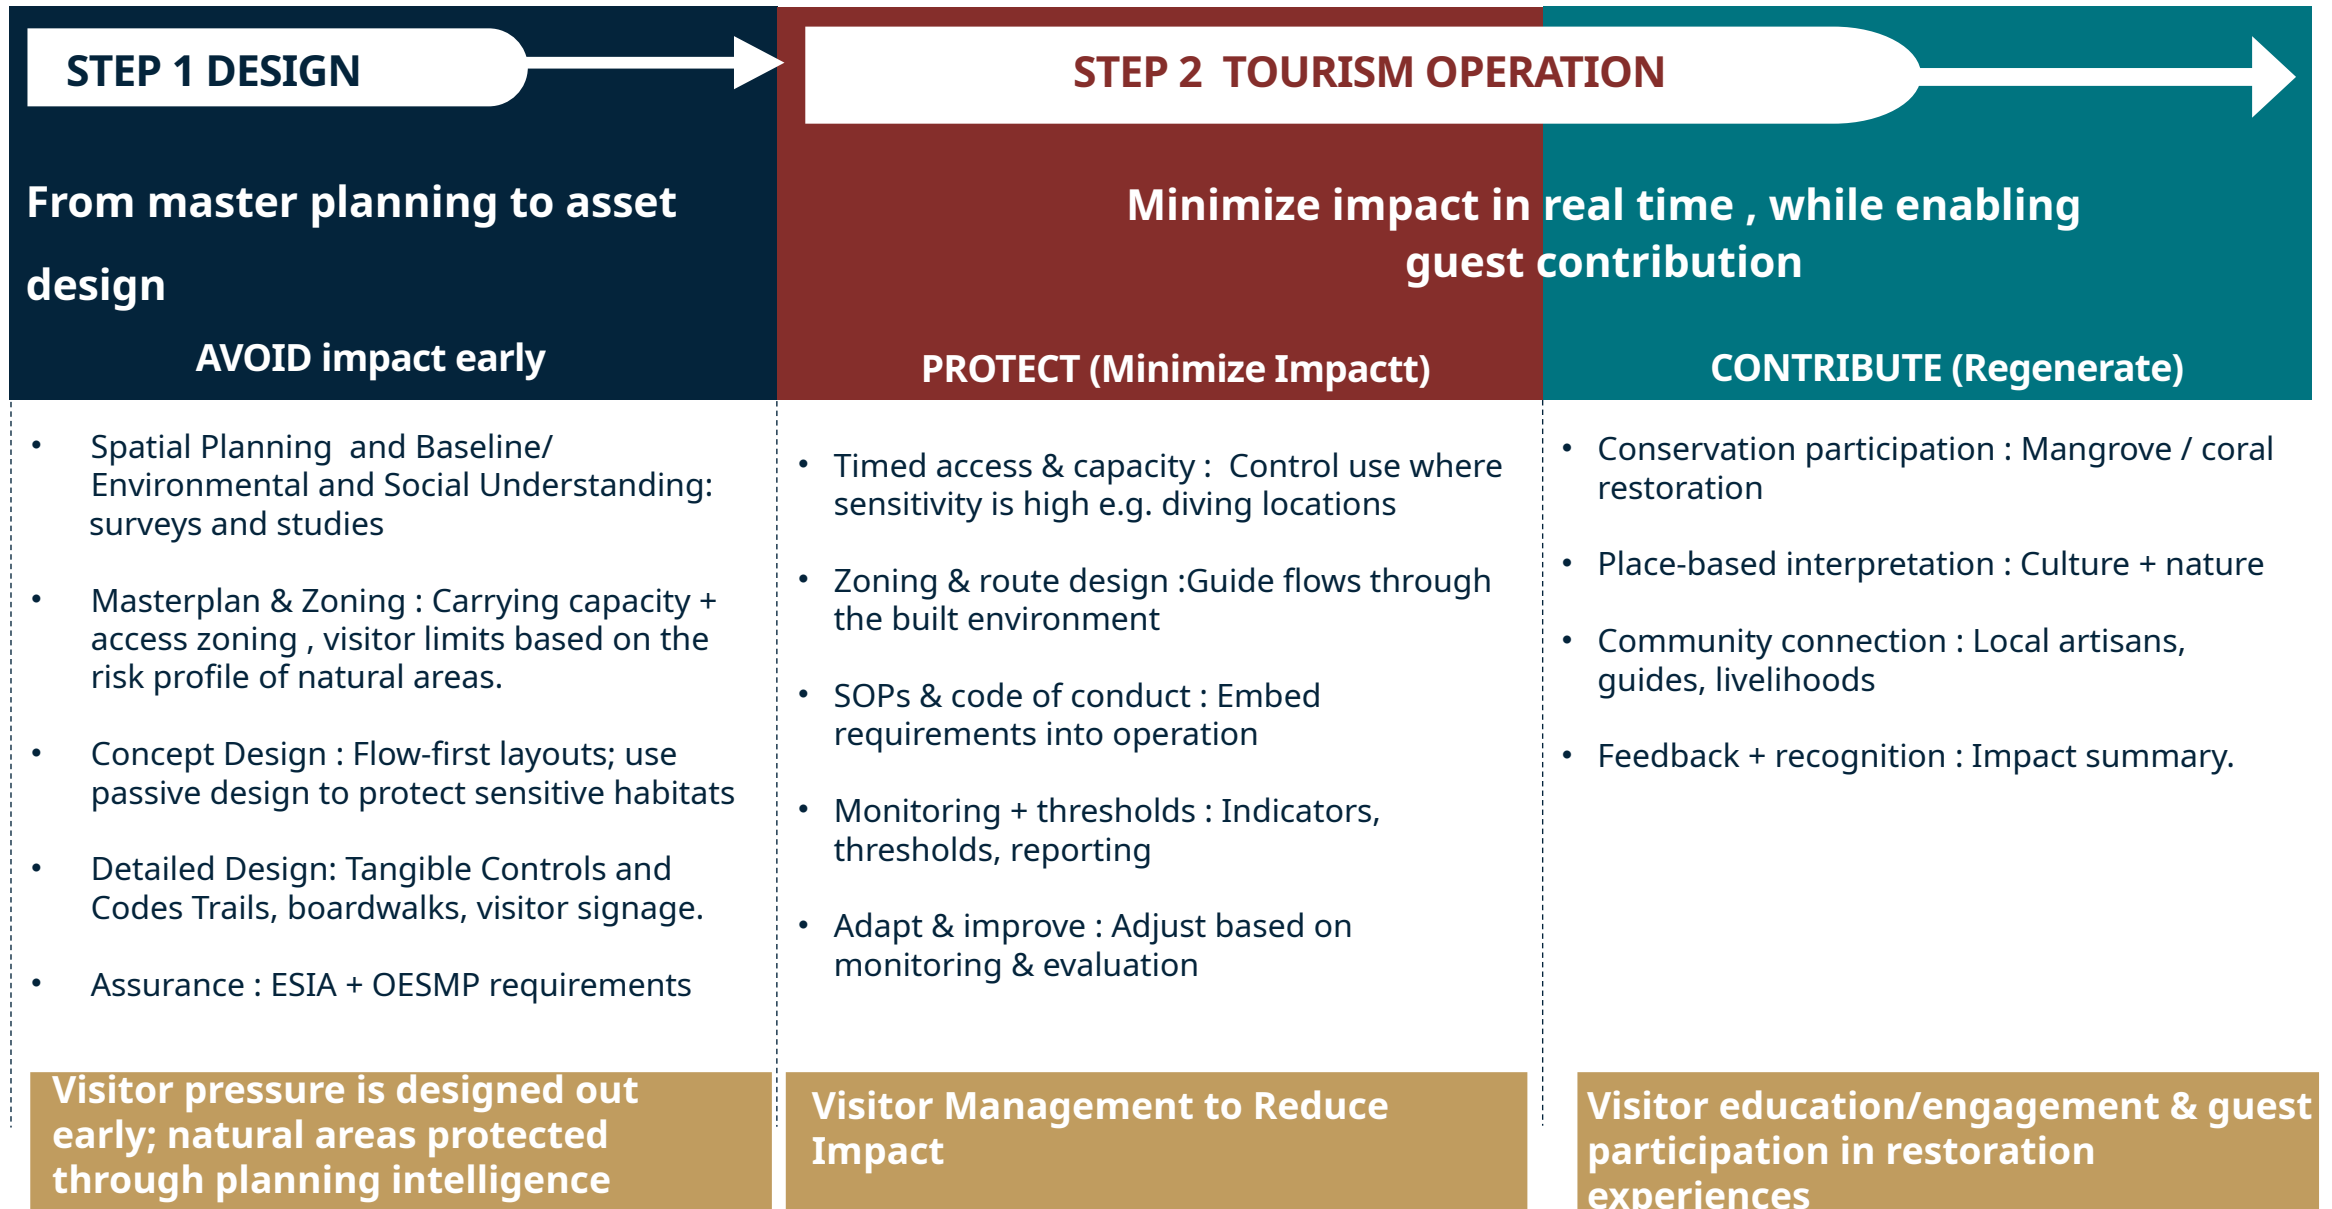 STEP 1 DESIGN
STEP 2  TOURISM OPERATION
From master planning to asset
design
Minimize impact in real time , while enabling
guest contribution
AVOID impact early
PROTECT (Minimize Impactt)
CONTRIBUTE (Regenerate)
• Spatial Planning  and Baseline/
Environmental and Social Understanding:
surveys and studies
• Masterplan & Zoning : Carrying capacity +
access zoning , visitor limits based on the
risk profile of natural areas.
• Concept Design : Flow-first layouts; use
passive design to protect sensitive habitats
• Detailed Design: Tangible Controls and
Codes Trails, boardwalks, visitor signage.
• Assurance : ESIA + OESMP requirements
• Timed access & capacity :  Control use where
sensitivity is high e.g. diving locations
• Zoning & route design :Guide flows through
the built environment
• SOPs & code of conduct : Embed
requirements into operation
• Monitoring + thresholds : Indicators,
thresholds, reporting
• Adapt & improve : Adjust based on
monitoring & evaluation
• Conservation participation : Mangrove / coral
restoration
• Place-based interpretation : Culture + nature
• Community connection : Local artisans,
guides, livelihoods
• Feedback + recognition : Impact summary.
Visitor pressure is designed out
early; natural areas protected
through planning intelligence
Visitor Management to Reduce
Impact
Visitor education/engagement & guest
participation in restoration
experiences